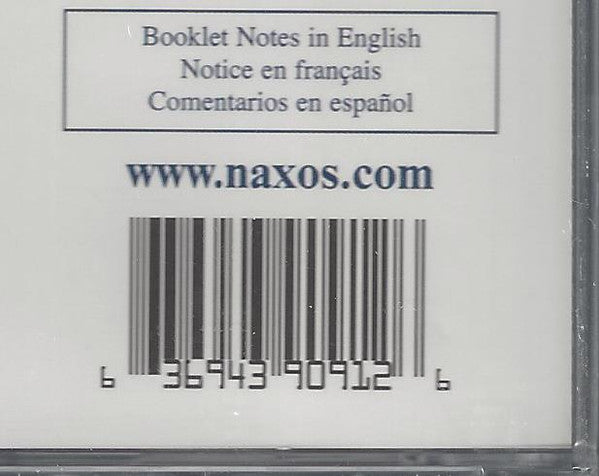 Booklet Notes in English
Notice en français
Comentarios en español
www.naxos.com
6 36943 90912 6